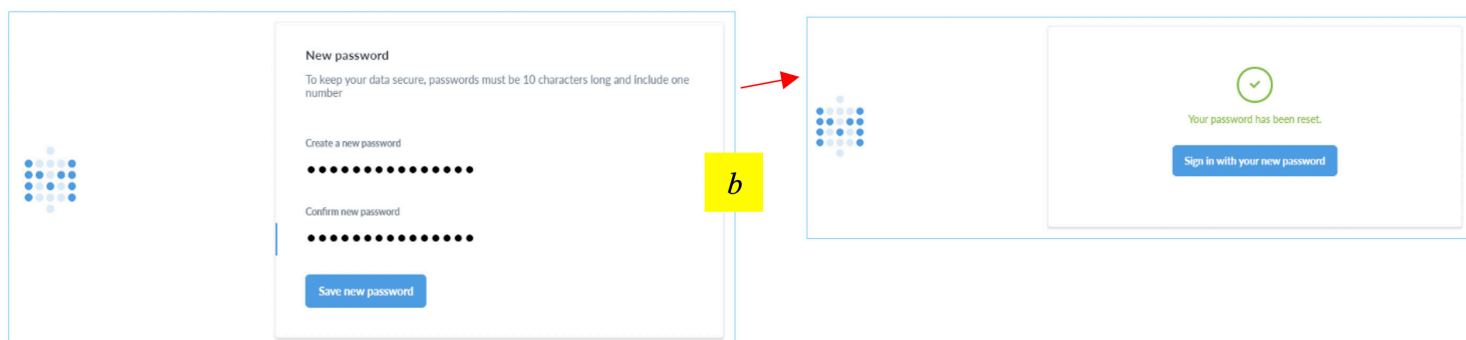 New password
To keep your data secure, passwords must be 10 characters long and include one
number
Create a new password
●●●●●●●●●●●●●●●
Confirm new password
●●●●●●●●●●●●●●●
Save new password
b
Your password has been reset.
Sign in with your new password